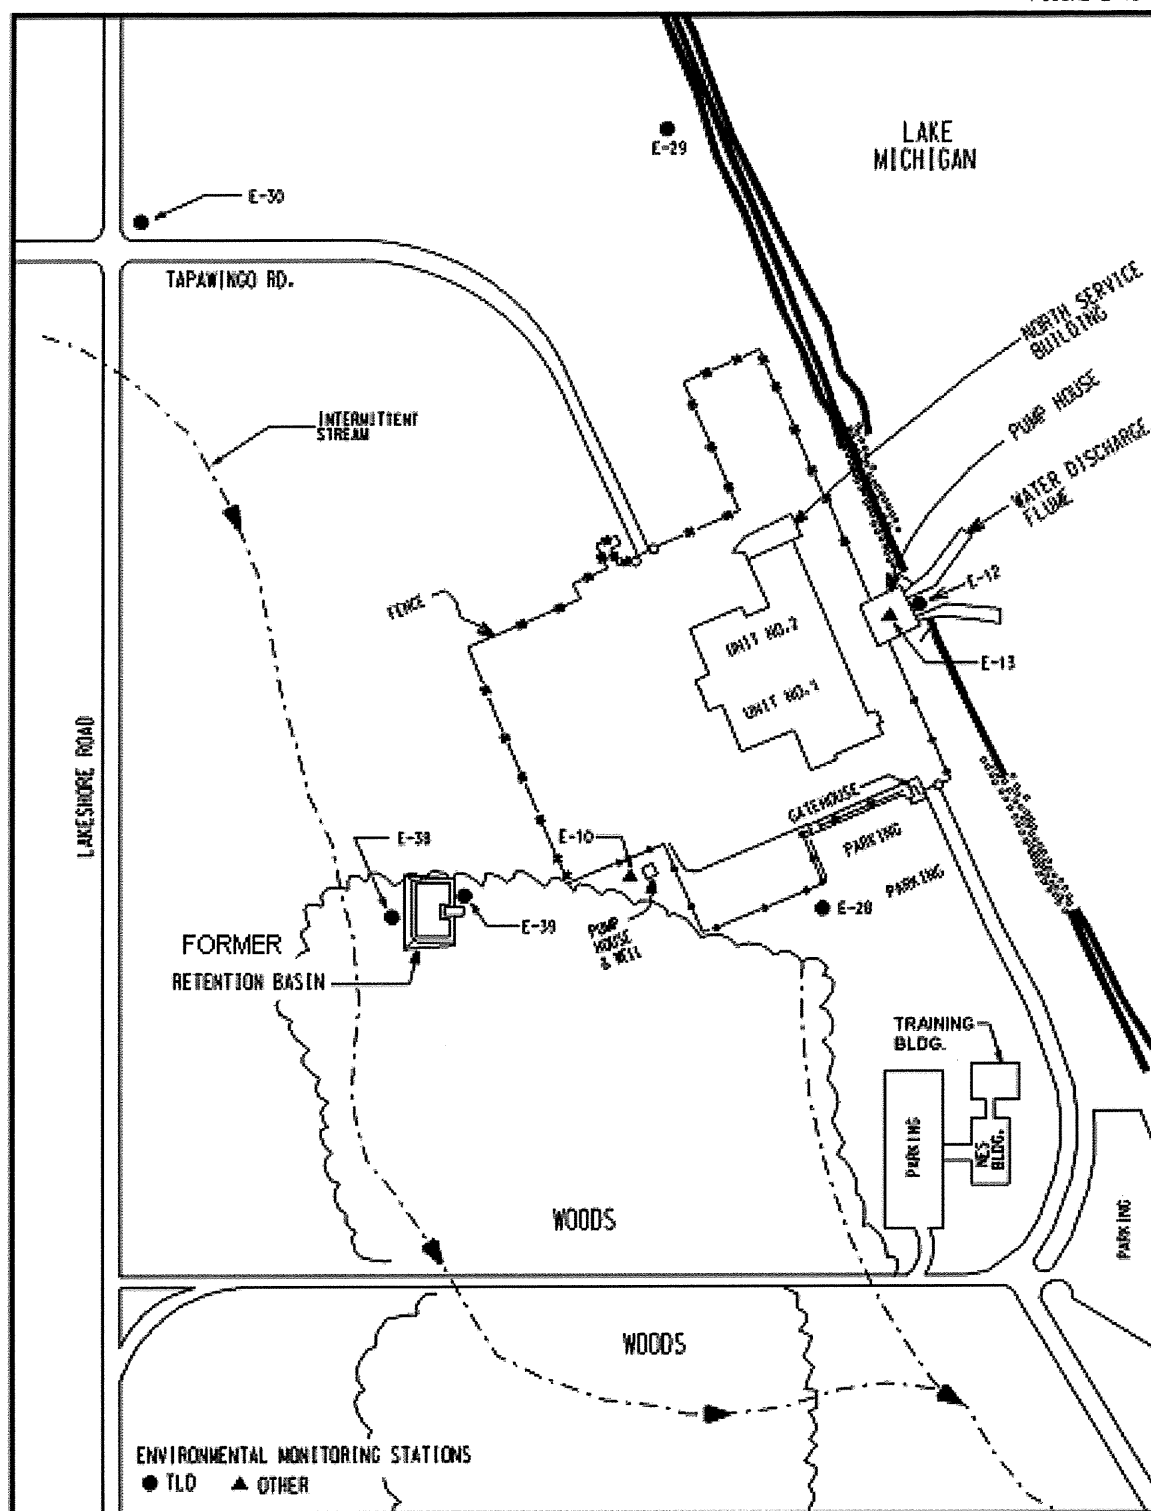 LAKE
MICHIGAN
E-29
E-30
TAPAWINGO RD.
NORTH SERVICE
BUILDING
INTERMITTENT
STREAM
PUMP HOUSE
WATER DISCHARGE
FLUME
E-12
FENCE
UNIT NO.2
E-13
UNIT NO.1
LAKESHORE ROAD
GATEHOUSE
E-38
E-10
PARKING
PARKING
E-28
E-39
PUMP
HOUSE
& WELL
FORMER
RETENTION BASIN
TRAINING
BLDG.
PARKING
NES
BLDG.
PARKING
WOODS
WOODS
ENVIRONMENTAL MONITORING STATIONS
TLD
OTHER